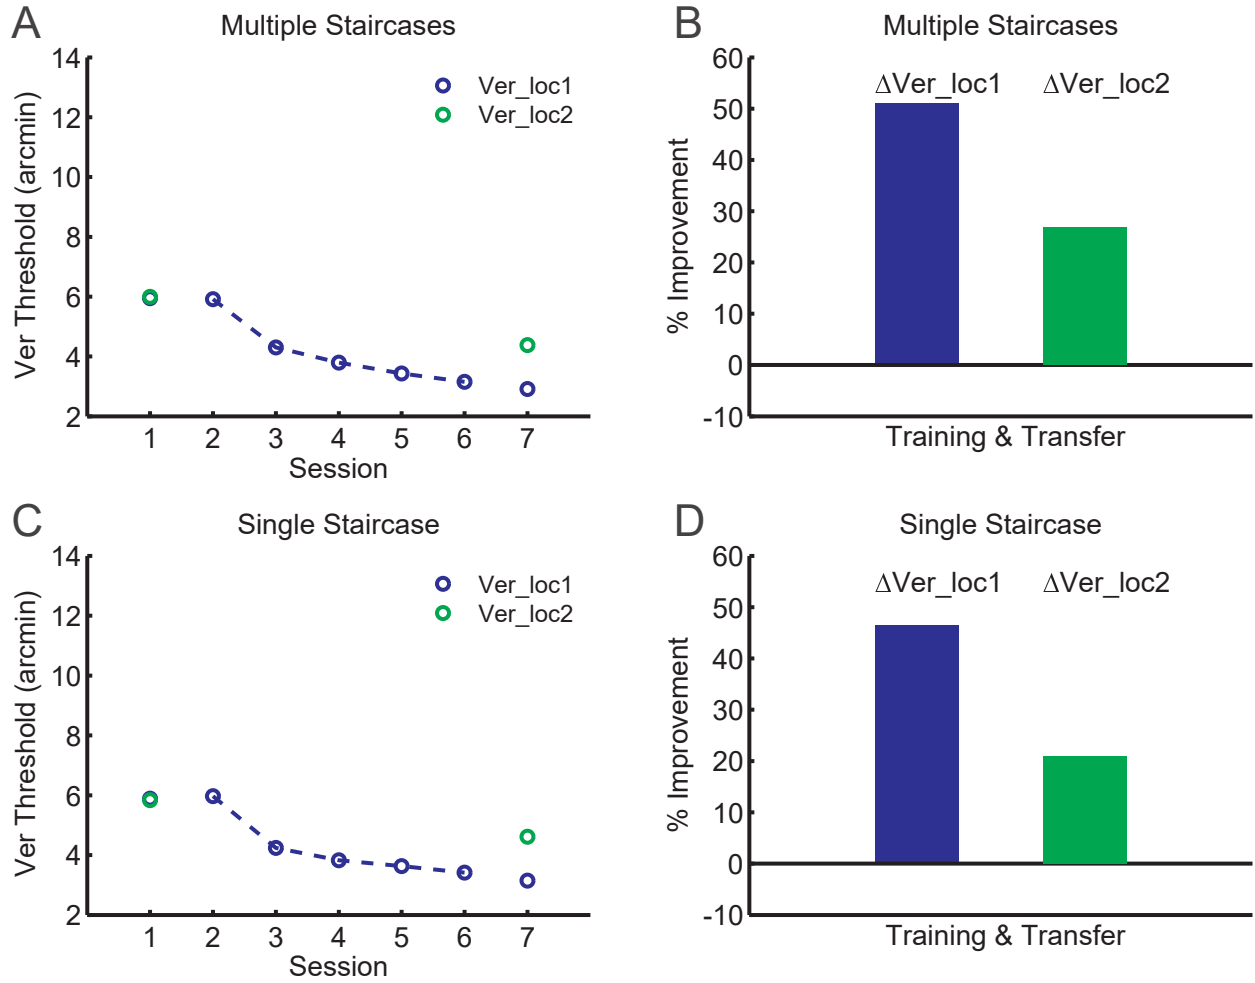 A
Multiple Staircases
14
12
10
8
6
4
2
Ver Threshold (arcmin)
Ver_loc1
Ver_loc2
1 2 3 4 5 6 7
Session
B
Multiple Staircases
60
50
40
30
20
10
0
-10
% Improvement
ΔVer_loc1 ΔVer_loc2
Training & Transfer
C
Single Staircase
14
12
10
8
6
4
2
Ver Threshold (arcmin)
Ver_loc1
Ver_loc2
1 2 3 4 5 6 7
Session
D
Single Staircase
60
50
40
30
20
10
0
-10
% Improvement
ΔVer_loc1 ΔVer_loc2
Training & Transfer